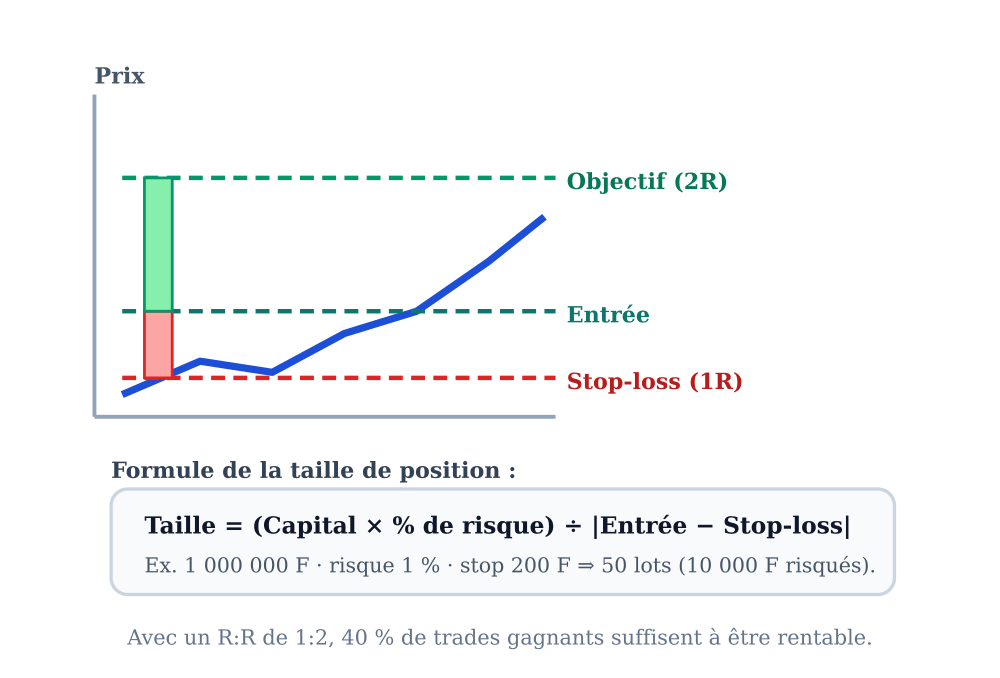 Prix
Objectif (2R)
Entrée
Stop-loss (1R)
Formule de la taille de position :
Taille = (Capital × % de risque) ÷ |Entrée − Stop-loss|
Ex. 1 000 000 F · risque 1 % · stop 200 F ⇒ 50 lots (10 000 F risqués).
Avec un R:R de 1:2, 40 % de trades gagnants suffisent à être rentable.